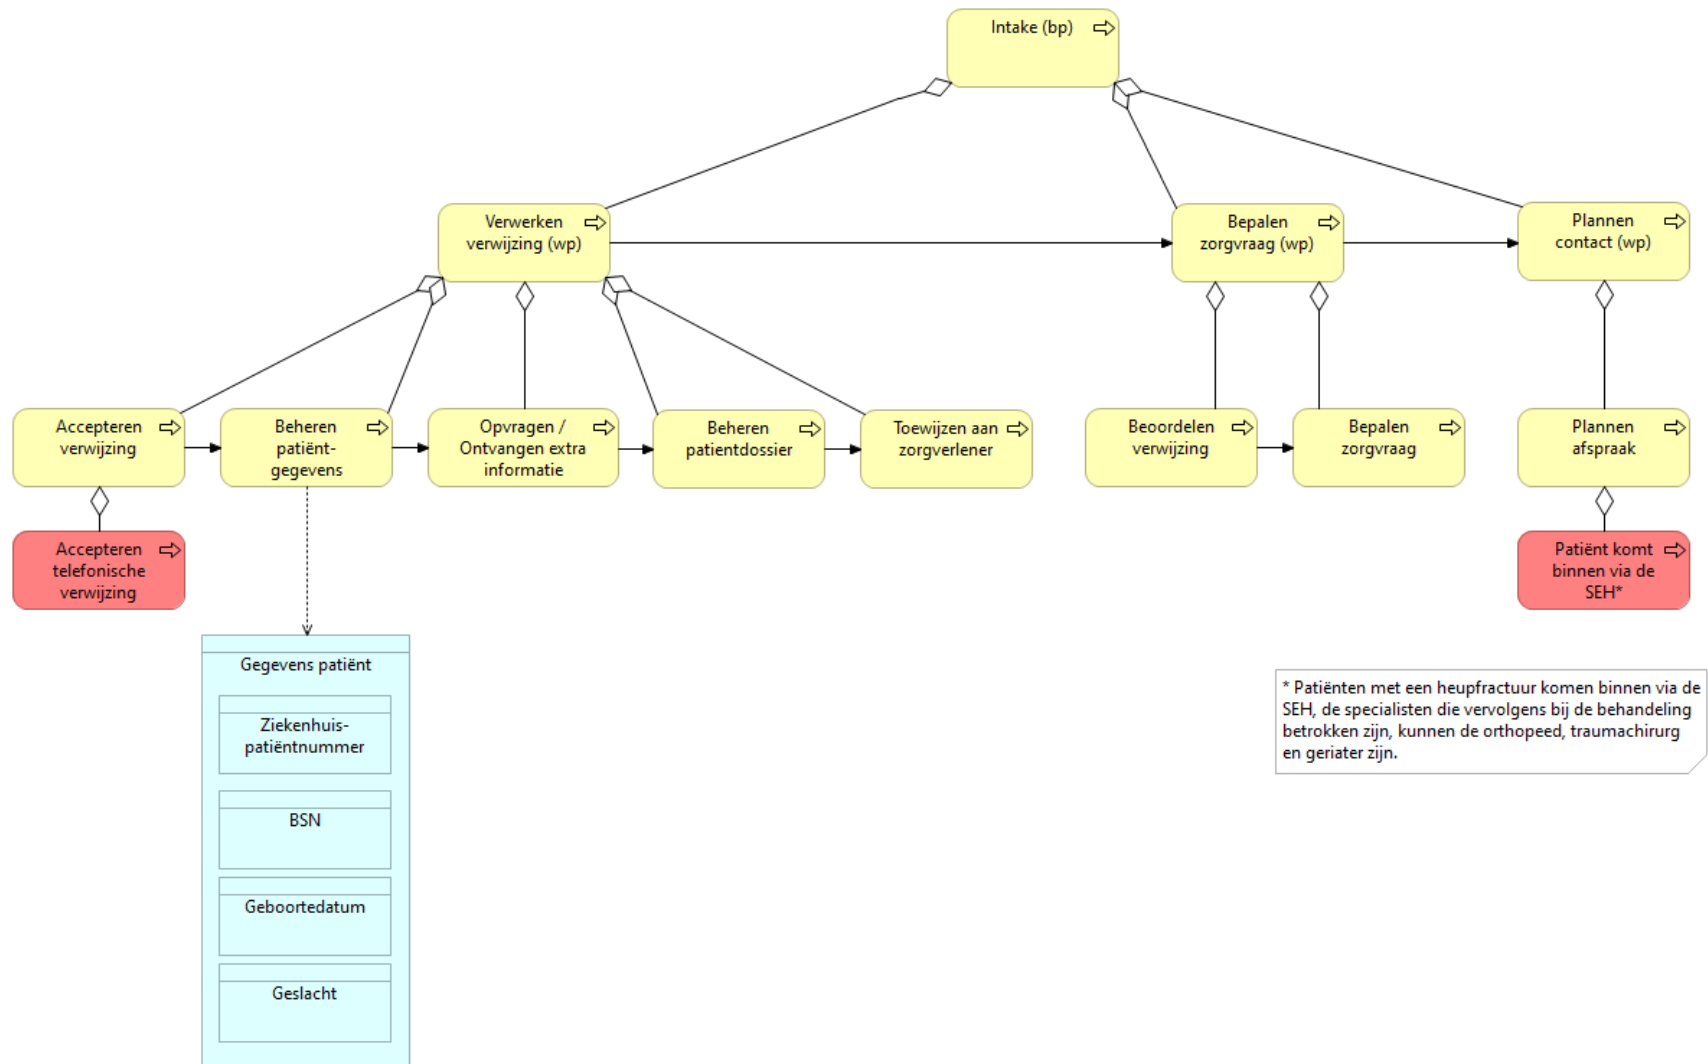 Intake (bp)
Verwerken
verwijzing (wp)
Bepalen
zorgvraag (wp)
Plannen
contact (wp)
Accepteren
verwijzing
Beheren
patiënt-
gegevens
Opvragen /
Ontvangen extra
informatie
Beheren
patientdossier
Toewijzen aan
zorgverlener
Beoordelen
verwijzing
Bepalen
zorgvraag
Plannen
afspraak
Accepteren
telefonische
verwijzing
Patiënt komt
binnen via de
SEH*
Gegevens patiënt
Ziekenhuis-
patiëntnummer
BSN
Geboortedatum
Geslacht
* Patiënten met een heupfractuur komen binnen via de
SEH, de specialisten die vervolgens bij de behandeling
betrokken zijn, kunnen de orthopeed, traumachirurg
en geriater zijn.